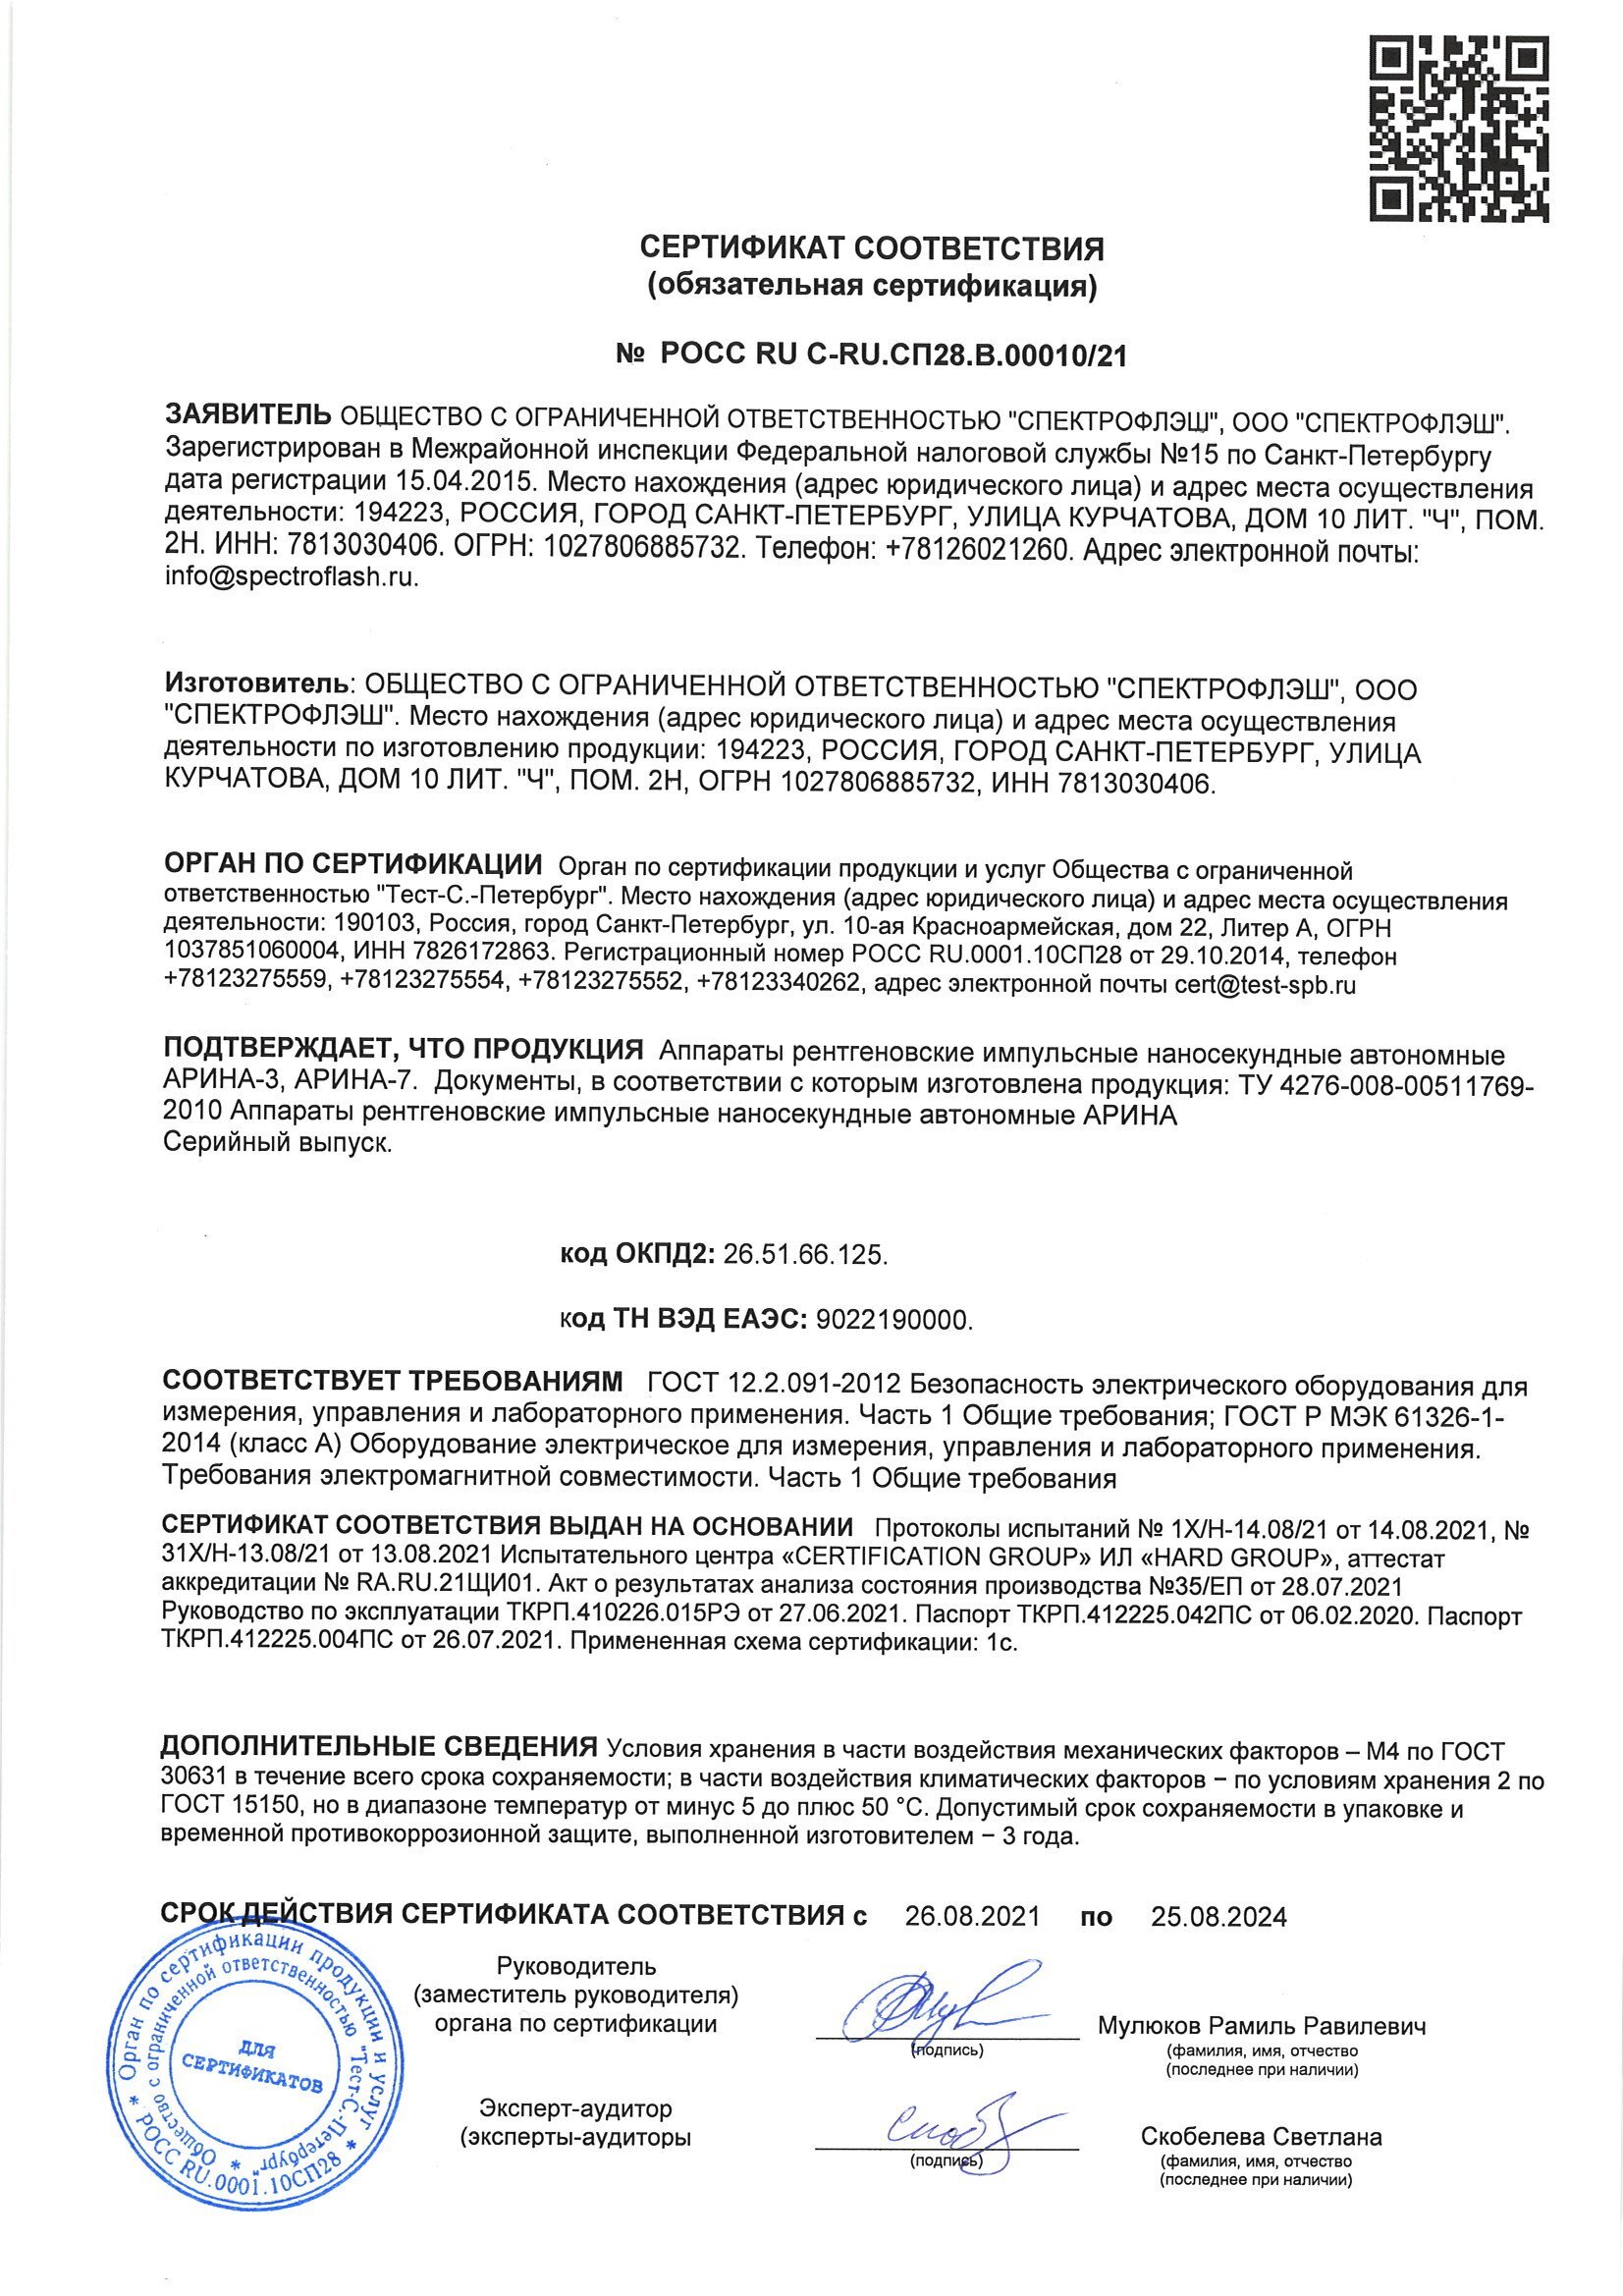 СЕРТИФИКАТ СООТВЕТСТВИЯ
(обязательная сертификация)
№ РОСС RU С-RU.СП28.В.00010/21
ЗАЯВИТЕЛЬ ОБЩЕСТВО С ОГРАНИЧЕННОЙ ОТВЕТСТВЕННОСТЬЮ "СПЕКТРОФЛЭШ", ООО "СПЕКТРОФЛЭШ".
Зарегистрирован в Межрайонной инспекции Федеральной налоговой службы №15 по Санкт-Петербургу
дата регистрации 15.04.2015. Место нахождения (адрес юридического лица) и адрес места осуществления
деятельности: 194223, РОССИЯ, ГОРОД САНКТ-ПЕТЕРБУРГ, УЛИЦА КУРЧАТОВА, ДОМ 10 ЛИТ. "Ч", ПОМ.
2Н. ИНН: 7813030406. ОГРН: 1027806885732. Телефон: +78126021260. Адрес электронной почты:
info@spectroflash.ru.
Изготовитель: ОБЩЕСТВО С ОГРАНИЧЕННОЙ ОТВЕТСТВЕННОСТЬЮ "СПЕКТРОФЛЭШ", ООО
"СПЕКТРОФЛЭШ". Место нахождения (адрес юридического лица) и адрес места осуществления
деятельности по изготовлению продукции: 194223, РОССИЯ, ГОРОД САНКТ-ПЕТЕРБУРГ, УЛИЦА
КУРЧАТОВА, ДОМ 10 ЛИТ. "Ч", ПОМ. 2Н, ОГРН 1027806885732, ИНН 7813030406.
ОРГАН ПО СЕРТИФИКАЦИИ Орган по сертификации продукции и услуг Общества с ограниченной
ответственностью "Тест-С.-Петербург". Место нахождения (адрес юридического лица) и адрес места осуществления
деятельности: 190103, Россия, город Санкт-Петербург, ул. 10-ая Красноармейская, дом 22, Литер А, ОГРН
1037851060004, ИНН 7826172863. Регистрационный номер РОСС RU.0001.10СП28 от 29.10.2014, телефон
+78123275559, +78123275554, +78123275552, +78123340262, адрес электронной почты cert@test-spb.ru
ПОДТВЕРЖДАЕТ, ЧТО ПРОДУКЦИЯ Аппараты рентгеновские импульсные наносекундные автономные
АРИНА-3, АРИНА-7. Документы, в соответствии с которым изготовлена продукция: ТУ 4276-008-00511769-
2010 Аппараты рентгеновские импульсные наносекундные автономные АРИНА
Серийный выпуск.
код ОКПД2: 26.51.66.125.
код ТН ВЭД ЕАЭС: 9022190000.
СООТВЕТСТВУЕТ ТРЕБОВАНИЯМ ГОСТ 12.2.091-2012 Безопасность электрического оборудования для
измерения, управления и лабораторного применения. Часть 1 Общие требования; ГОСТ Р МЭК 61326-1-
2014 (класс А) Оборудование электрическое для измерения, управления и лабораторного применения.
Требования электромагнитной совместимости. Часть 1 Общие требования
СЕРТИФИКАТ СООТВЕТСТВИЯ ВЫДАН НА ОСНОВАНИИ Протоколы испытаний № 1Х/Н-14.08/21 от 14.08.2021, №
31Х/Н-13.08/21 от 13.08.2021 Испытательного центра «CERTIFICATION GROUP» ИЛ «HARD GROUP», аттестат
аккредитации № RA.RU.21ЩИ01. Акт о результатах анализа состояния производства №35/ЕП от 28.07.2021
Руководство по эксплуатации ТКРП.410226.015РЭ от 27.06.2021. Паспорт ТКРП.412225.042ПС от 06.02.2020. Паспорт
ТКРП.412225.004ПС от 26.07.2021. Примененная схема сертификации: 1с.
ДОПОЛНИТЕЛЬНЫЕ СВЕДЕНИЯ Условия хранения в части воздействия механических факторов – М4 по ГОСТ
30631 в течение всего срока сохраняемости; в части воздействия климатических факторов − по условиям хранения 2 по
ГОСТ 15150, но в диапазоне температур от минус 5 до плюс 50 °С. Допустимый срок сохраняемости в упаковке и
временной противокоррозионной защите, выполненной изготовителем − 3 года.
СРОК ДЕЙСТВИЯ СЕРТИФИКАТА СООТВЕТСТВИЯ с 26.08.2021 по 25.08.2024
Руководитель
(заместитель руководителя)
органа по сертификации
(подпись)
Мулюков Рамиль Равилевич
(фамилия, имя, отчество
(последнее при наличии)
Эксперт-аудитор
(эксперты-аудиторы
(подпись)
Скобелева Светлана
(фамилия, имя, отчество
(последнее при наличии)
* Орган по сертификации продукции и услуг *
РОСС RU.0001.10СП28
* Общество с ограниченной ответственностью "Тест-С.-Петербург"
ДЛЯ
СЕРТИФИКАТОВ